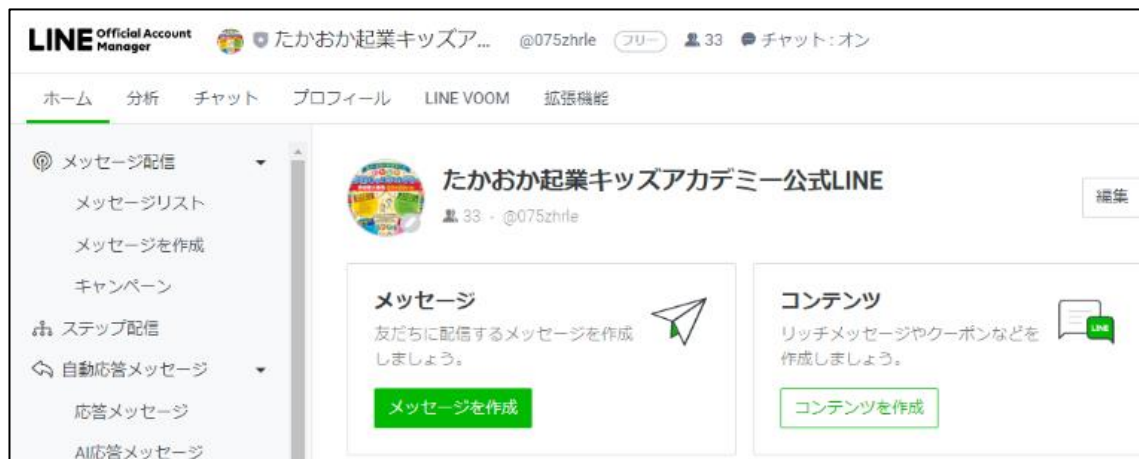 LINE Official Account Manager たかおか起業キッズア... @075zhrle フリー 33 チャット:オン
ホーム 分析 チャット プロフィール LINE VOOM 拡張機能
メッセージ配信
メッセージリスト
メッセージを作成
キャンペーン
ステップ配信
自動応答メッセージ
応答メッセージ
AI応答メッセージ
たかおか起業キッズアカデミー公式LINE
33 - @075zhrle
編集
メッセージ
友だちに配信するメッセージを作成
しましょう。
メッセージを作成
コンテンツ
リッチメッセージやクーポンなどを
作成しましょう。
LINE
コンテンツを作成